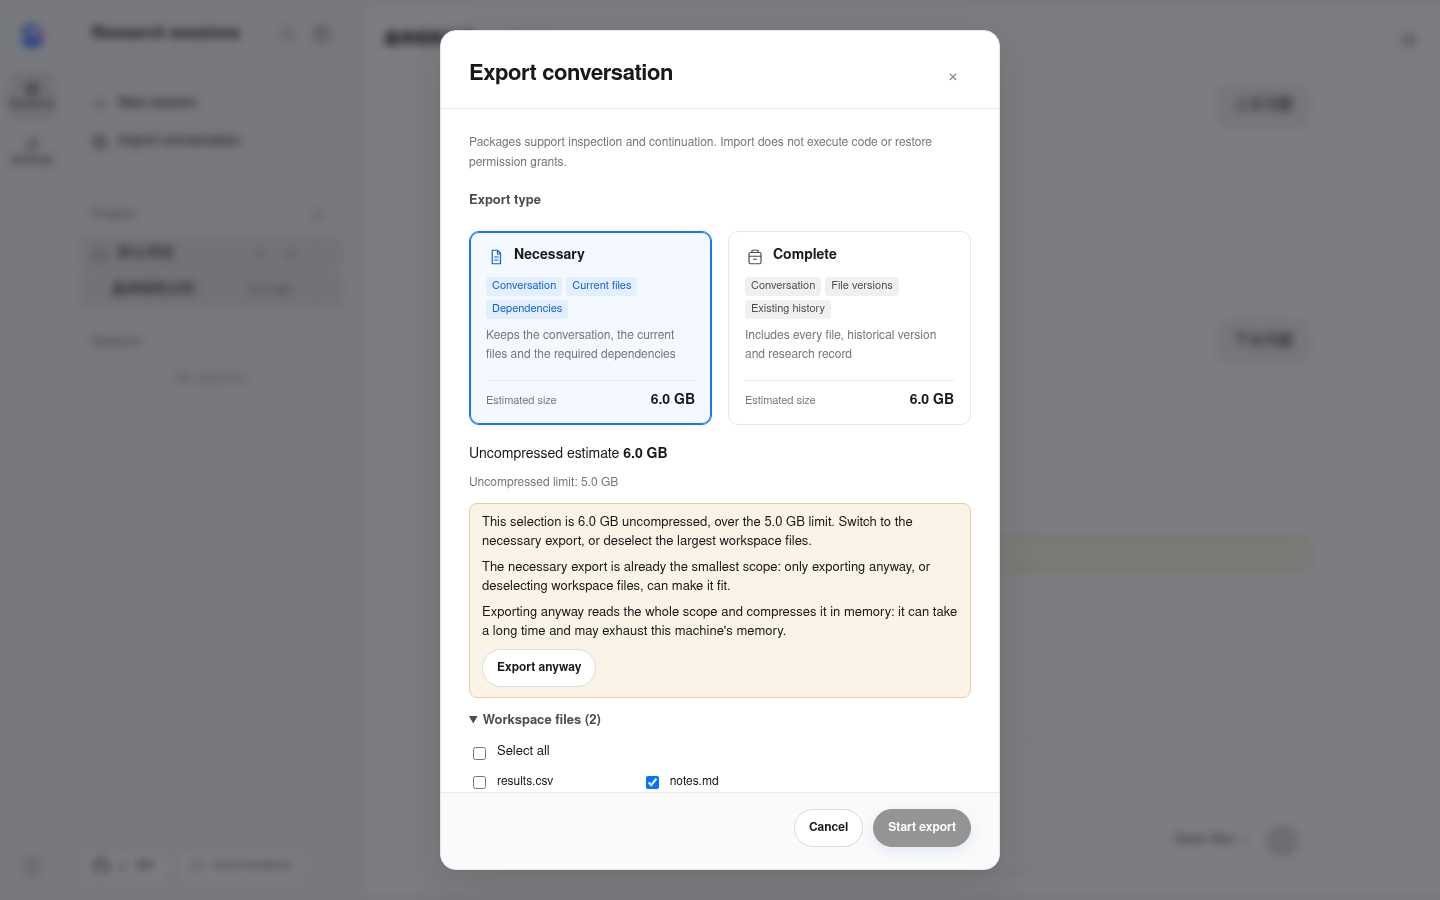 Research sessions
New session
Import conversation
Export conversation
×
Packages support inspection and continuation. Import does not execute code or restore
permission grants.
Export type
Necessary
Conversation
Current files
Dependencies
Keeps the conversation, the current
files and the required dependencies
Estimated size
6.0 GB
Complete
Conversation
File versions
Existing history
Includes every file, historical version
and research record
Estimated size
6.0 GB
Uncompressed estimate 6.0 GB
Uncompressed limit: 5.0 GB
This selection is 6.0 GB uncompressed, over the 5.0 GB limit. Switch to the
necessary export, or deselect the largest workspace files.
The necessary export is already the smallest scope: only exporting anyway, or
deselecting workspace files, can make it fit.
Exporting anyway reads the whole scope and compresses it in memory: it can take
a long time and may exhaust this machine's memory.
Export anyway
▼ Workspace files (2)
Select all
results.csv
notes.md
Cancel
Start export